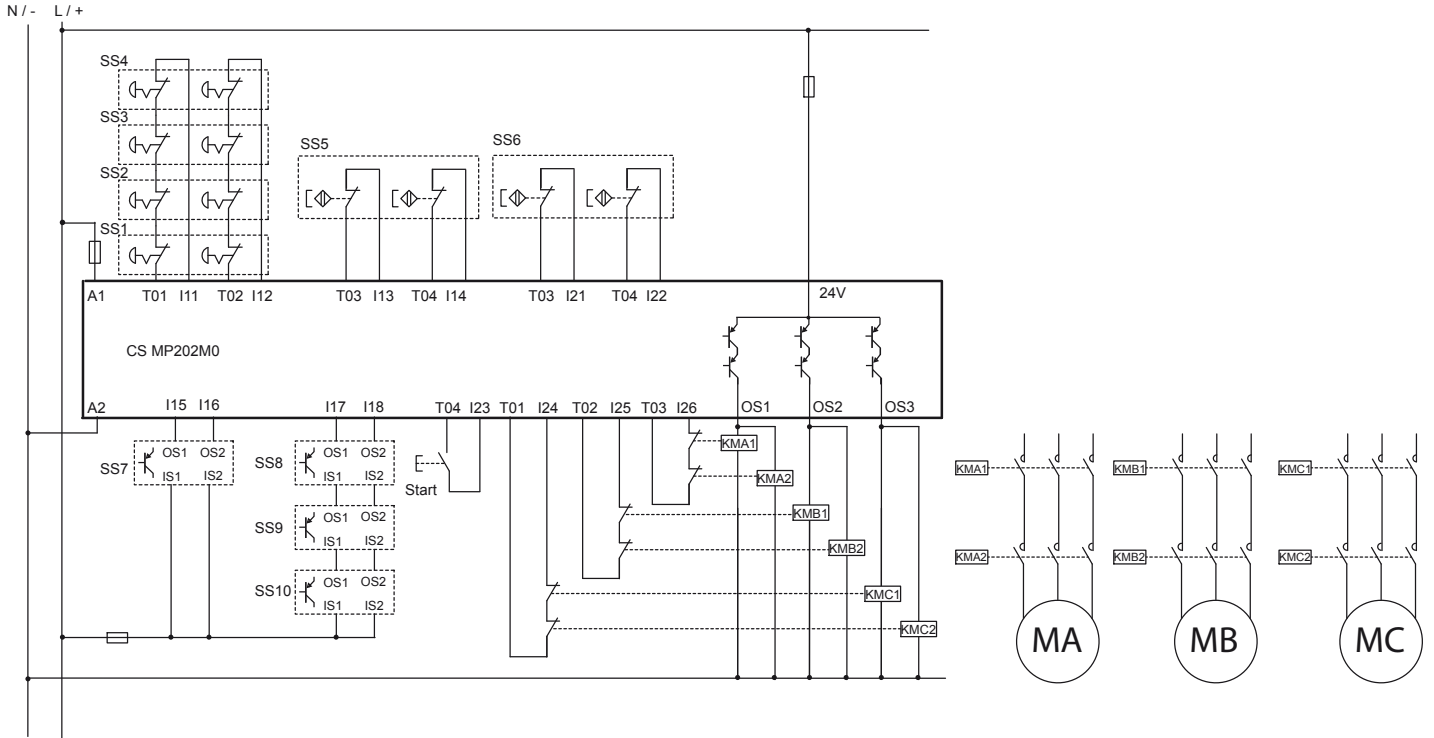 N / - L / +
SS4
SS3
SS2
SS1
SS5
SS6
A1 T01 I11 T02 I12 T03 I13 T04 I14 T03 I21 T04 I22 24V
CS MP202M0
A2 I15 I16 I17 I18 T04 I23 T01 I24 T02 I25 T03 I26 OS1 OS2 OS3
SS7
OS1 OS2
IS1 IS2
SS8
OS1 OS2
IS1 IS2
SS9
OS1 OS2
IS1 IS2
SS10
OS1 OS2
IS1 IS2
Start
KMA1
KMA2
KMB1
KMB2
KMC1
KMC2
KMA1 KMB1 KMC1
KMA2 KMB2 KMC2
MA MB MC